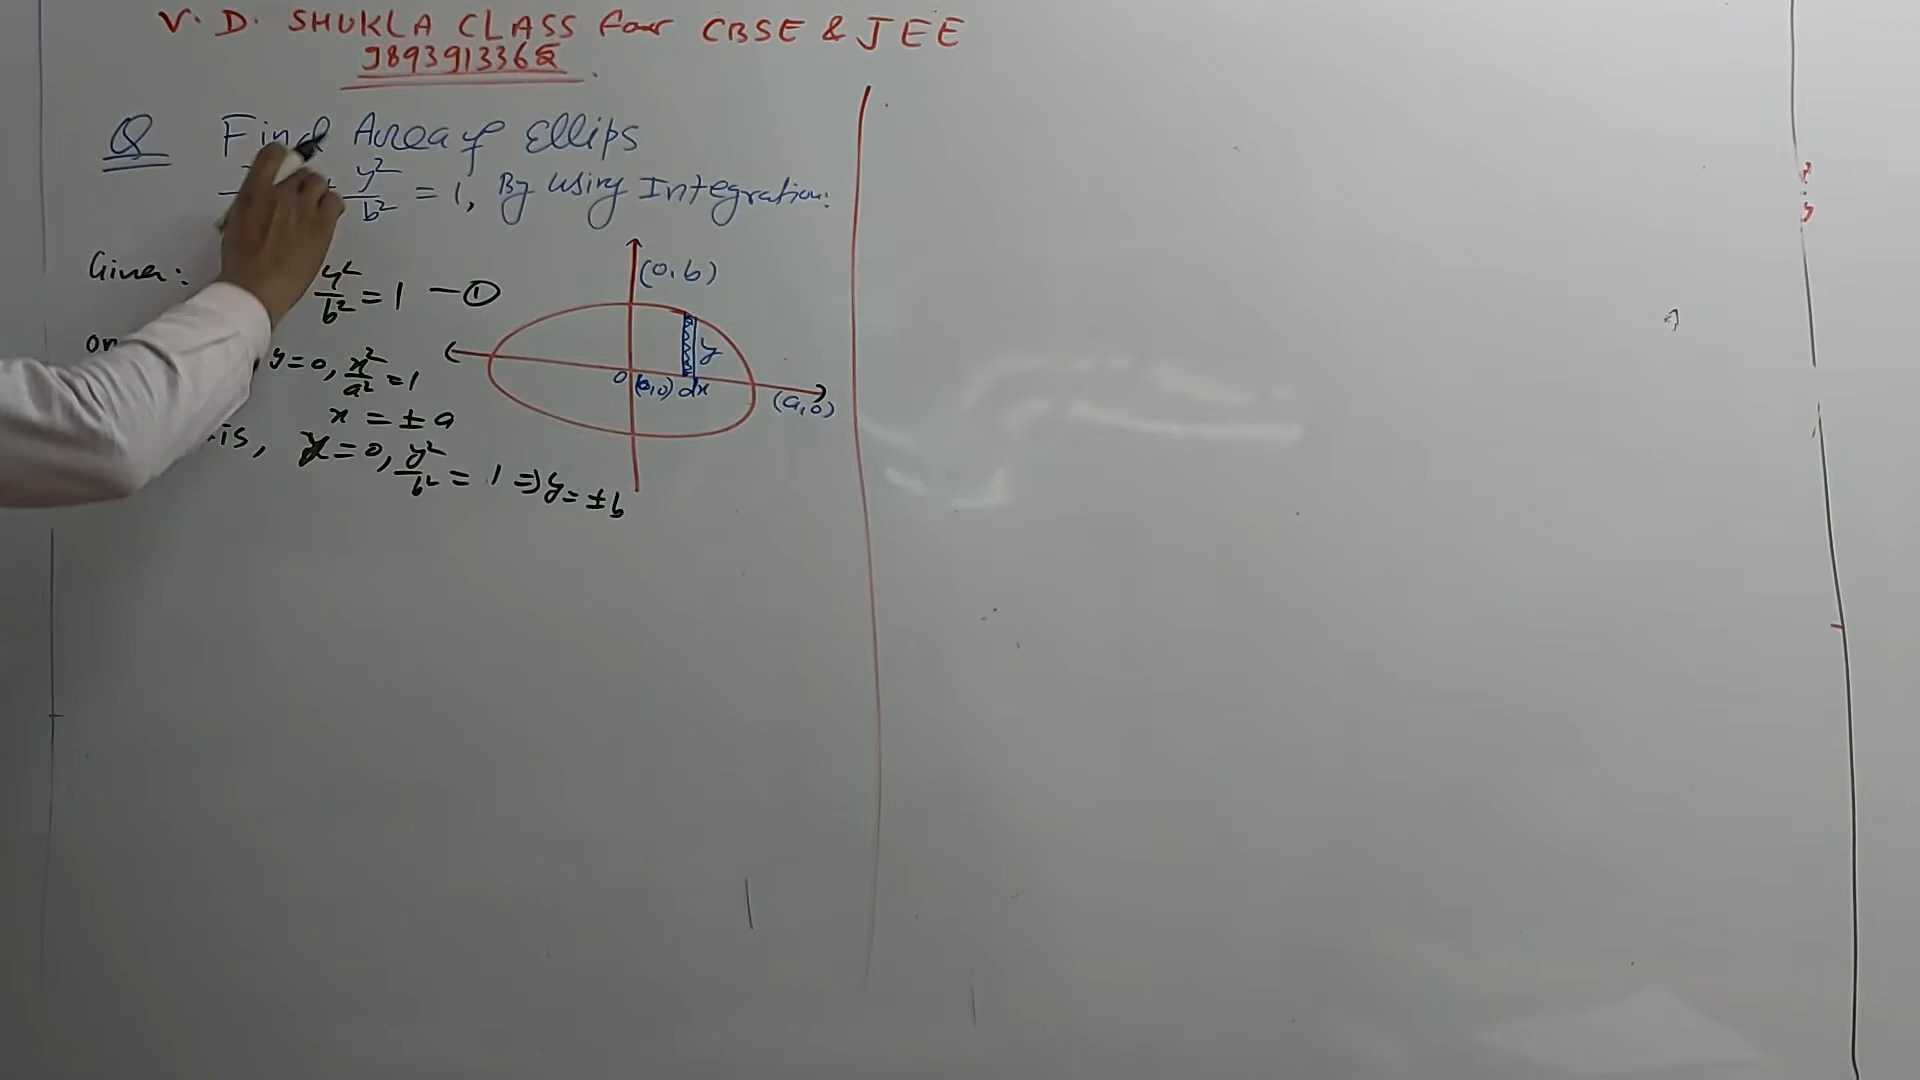 V. D. SHUKLA CLASS for CBSE & JEE
9893913362
Q Find Area of Ellips
y² / b² = 1, By using Integration:
Given: y² / b² = 1 — ①
on y = 0, x² / a² = 1
x = ± a
is, x = 0, y² / b² = 1 ⇒ y = ± b
(0, b)
y
O (0,0) dx
(a, 0)